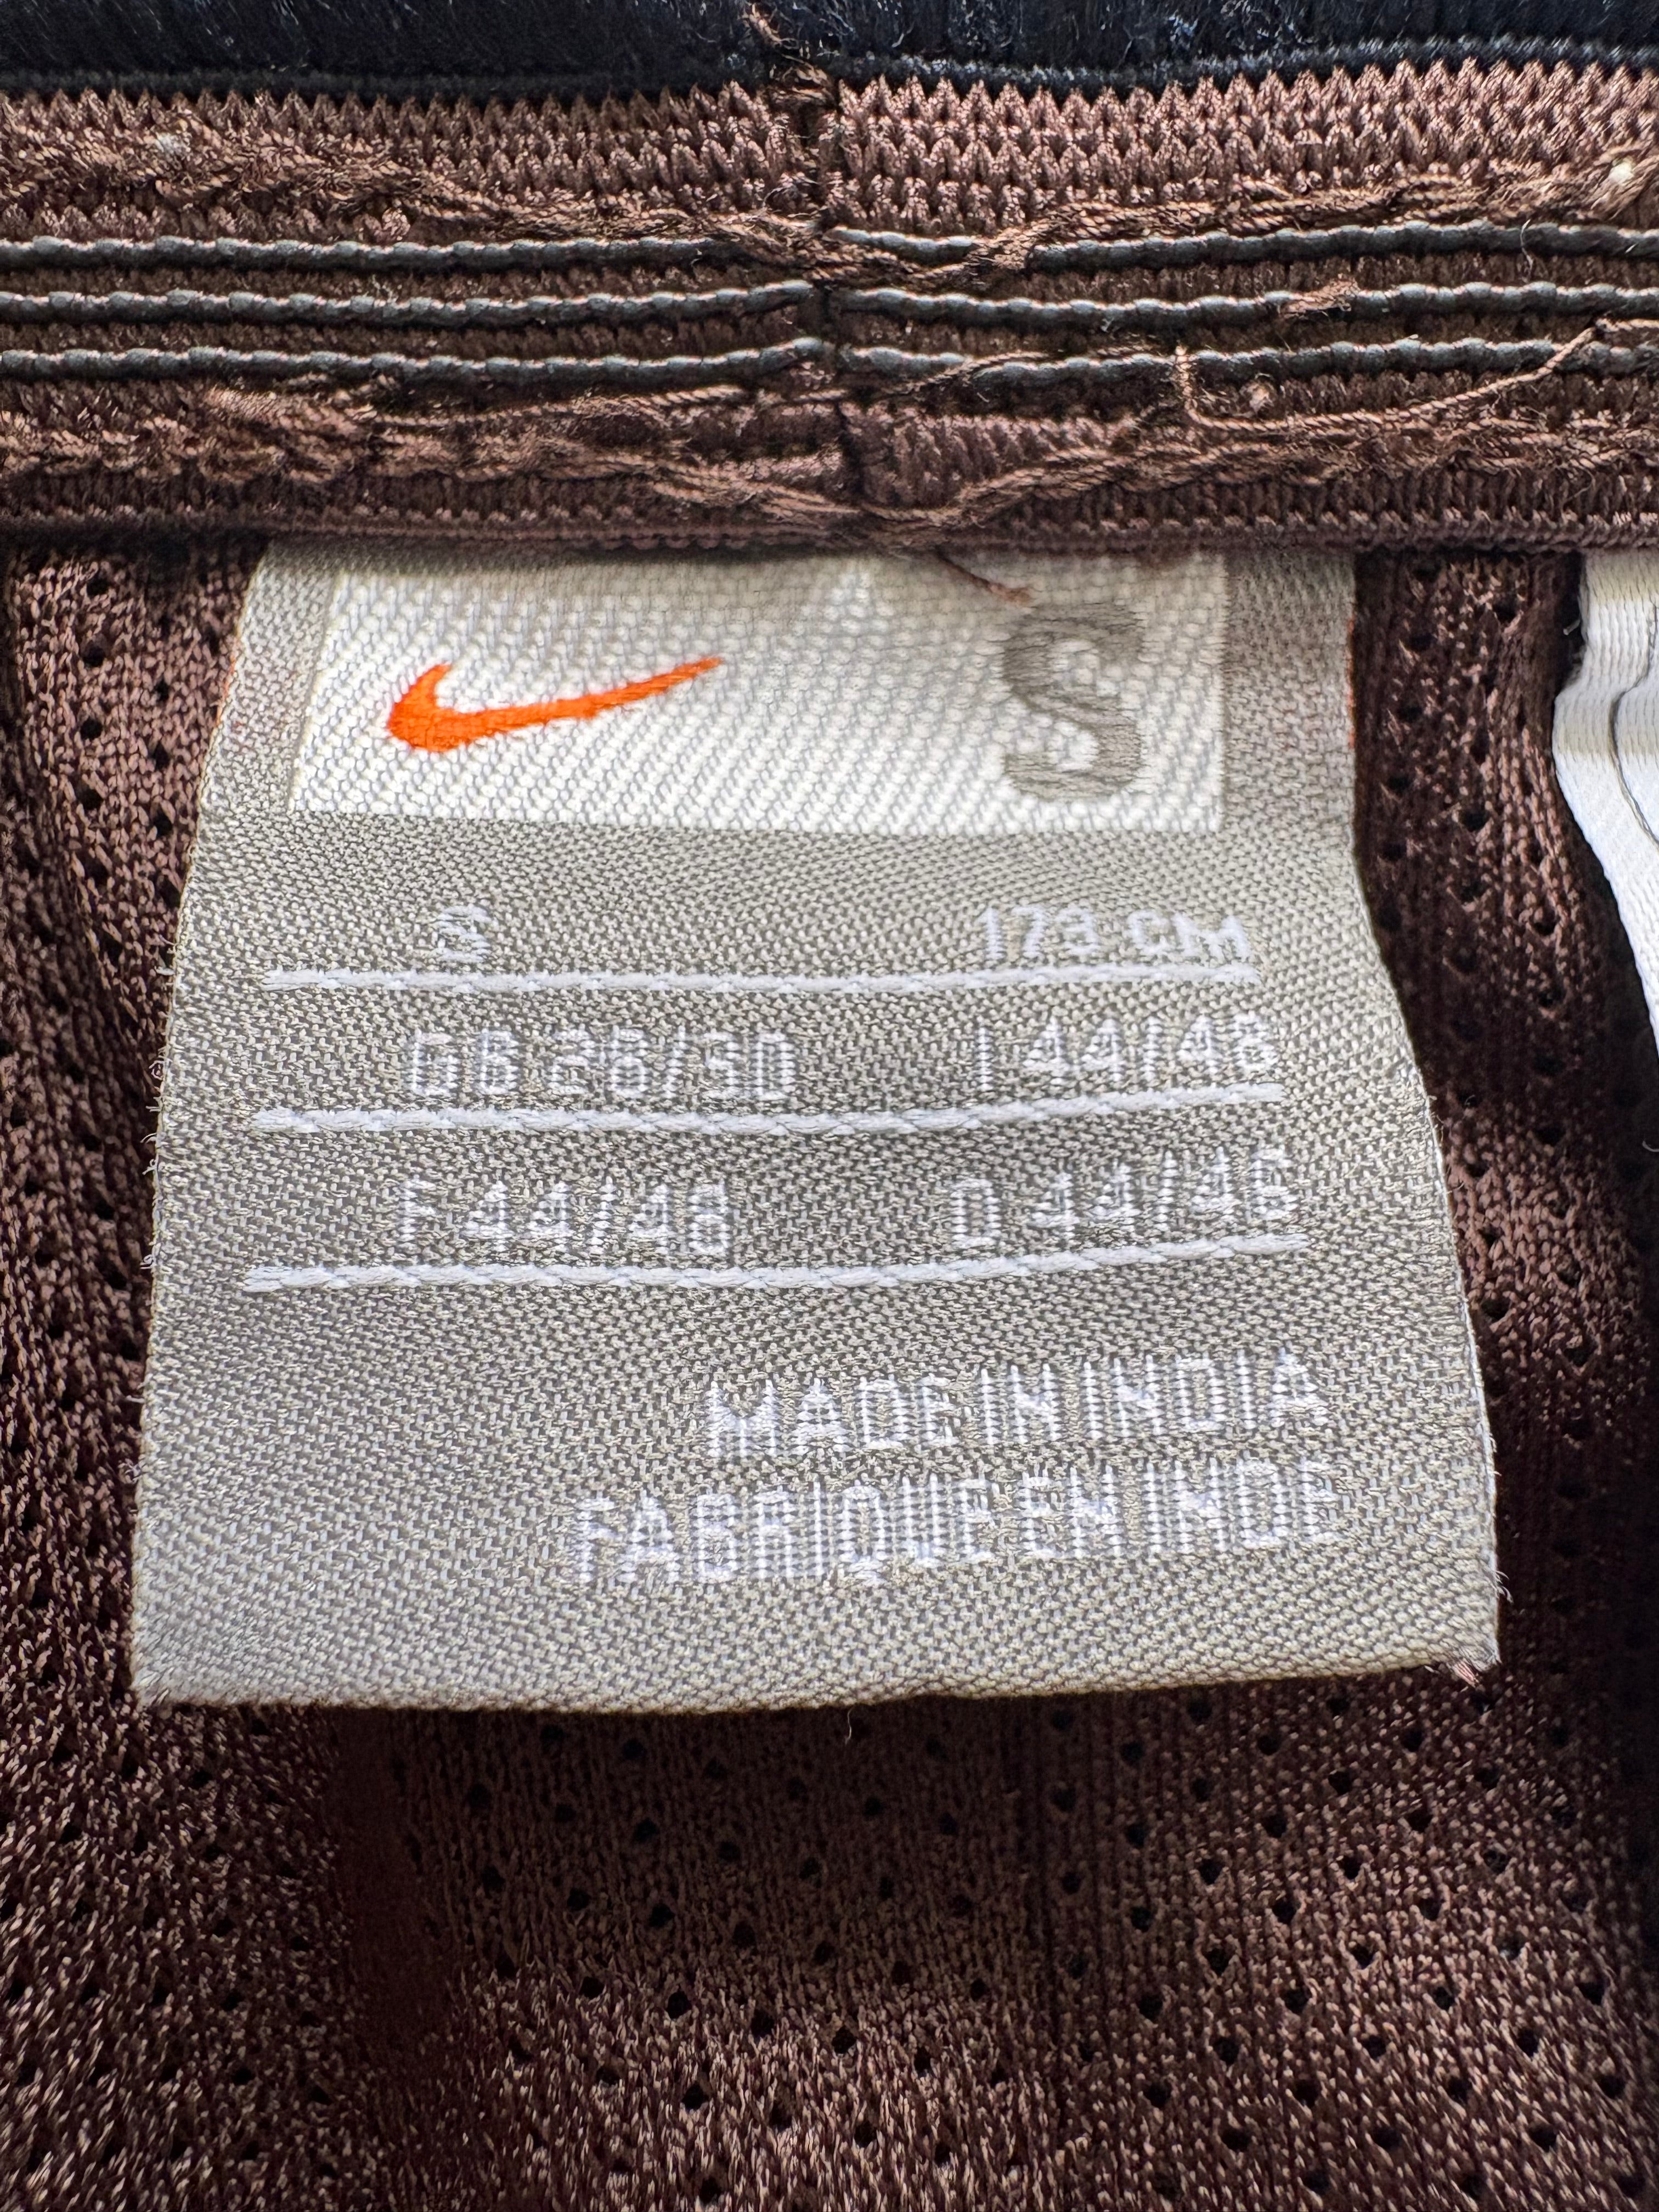 S
S 173 CM
GB 28/30 I 44/46
F 44/46 D 44/46
MADE IN INDIA
FABRIQUE EN INDE